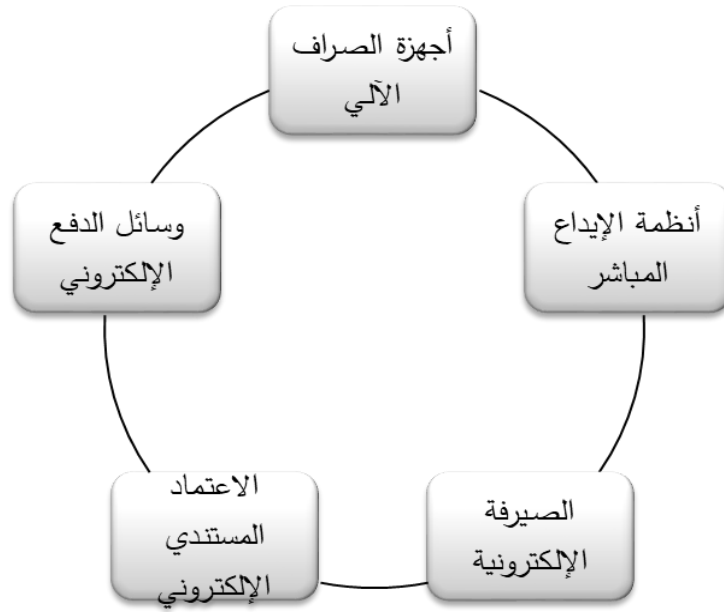 أجهزة الصراف
الآلي
أنظمة الإيداع
المباشر
الصيرفة
الإلكترونية
الاعتماد
المستندي
الإلكتروني
وسائل الدفع
الإلكتروني